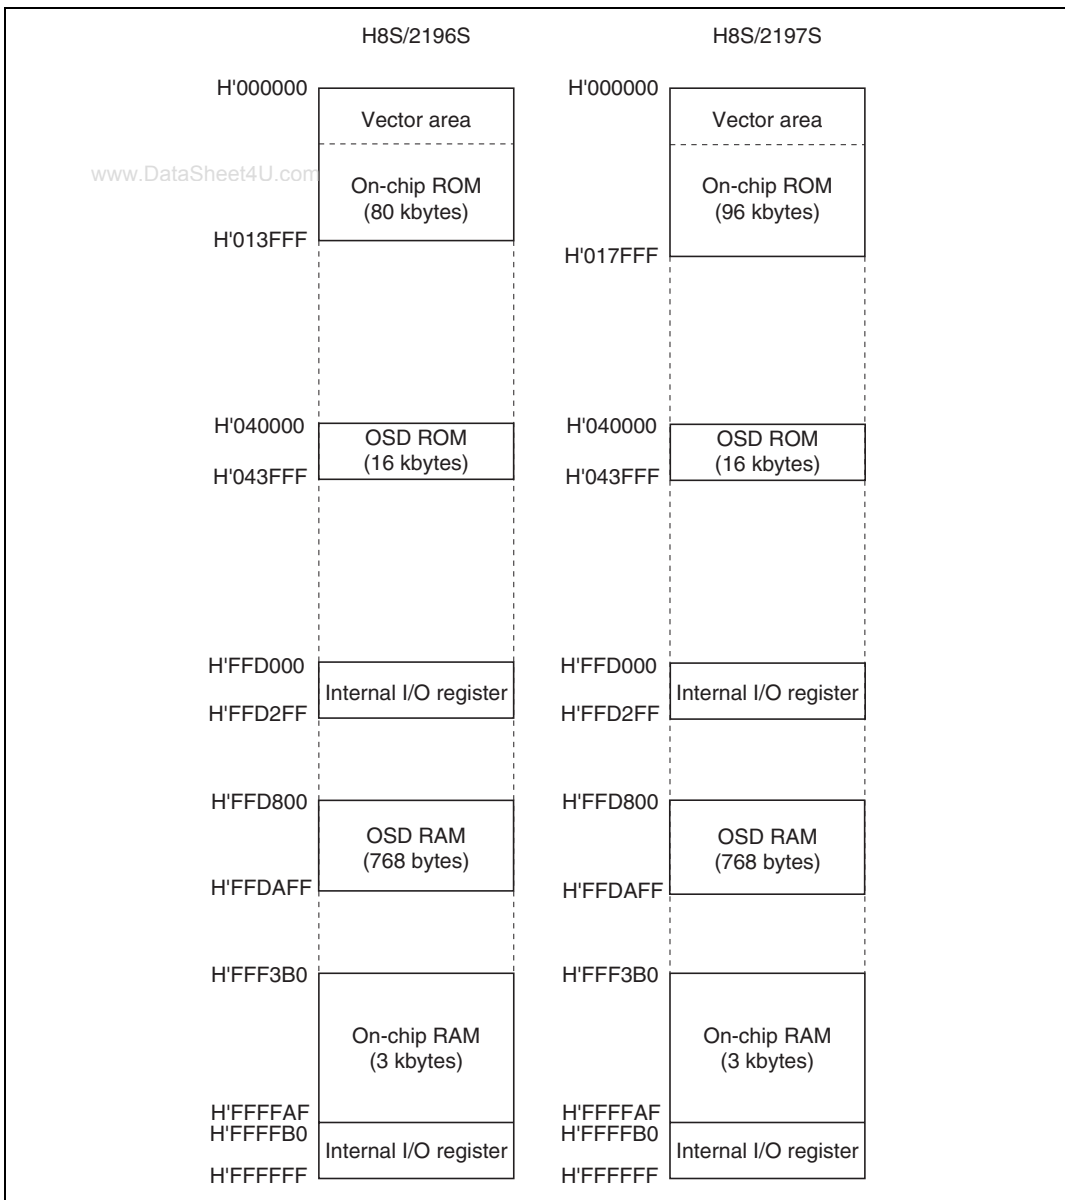 H8S/2196S
H'000000
Vector area
www.DataSheet4U.com
On-chip ROM
(80 kbytes)
H'013FFF
H'040000
OSD ROM
(16 kbytes)
H'043FFF
H'FFD000
Internal I/O register
H'FFD2FF
H'FFD800
OSD RAM
(768 bytes)
H'FFDAFF
H'FFF3B0
On-chip RAM
(3 kbytes)
H'FFFFAF
H'FFFFB0
Internal I/O register
H'FFFFFF
H8S/2197S
H'000000
Vector area
On-chip ROM
(96 kbytes)
H'017FFF
H'040000
OSD ROM
(16 kbytes)
H'043FFF
H'FFD000
Internal I/O register
H'FFD2FF
H'FFD800
OSD RAM
(768 bytes)
H'FFDAFF
H'FFF3B0
On-chip RAM
(3 kbytes)
H'FFFFAF
H'FFFFB0
Internal I/O register
H'FFFFFF